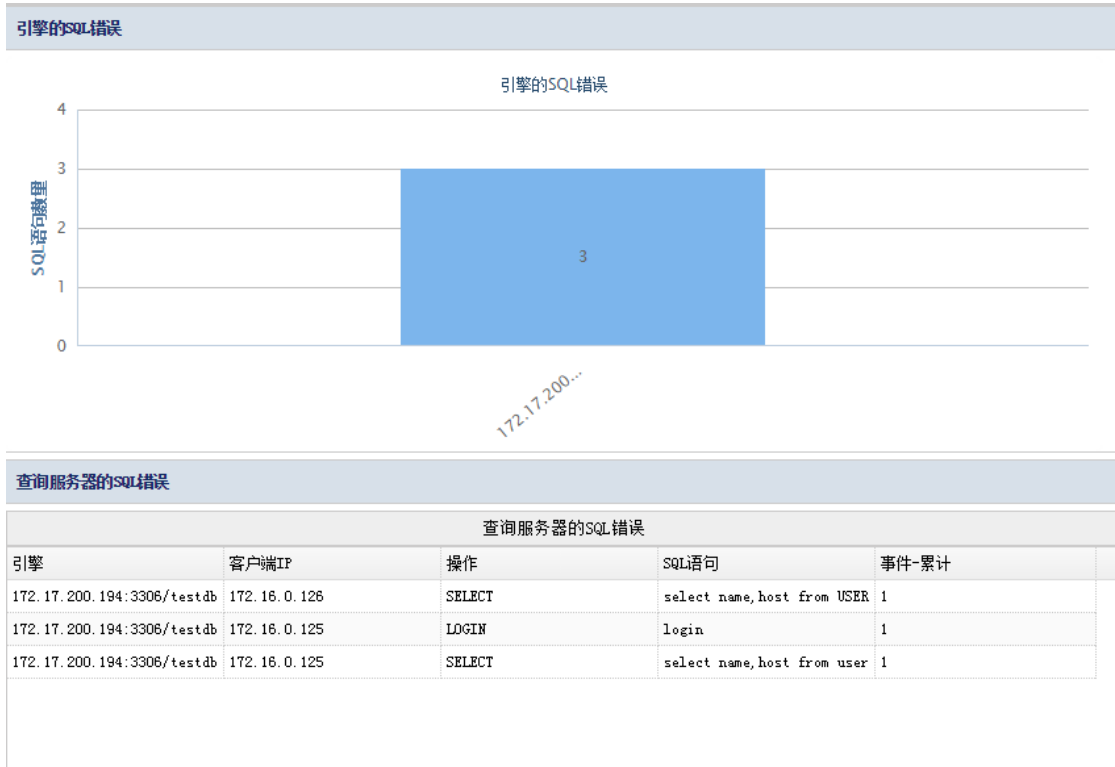 引擎的SQL错误
引擎的SQL错误
4
3
2
1
0
SQL语句数量
3
172.17.200...
查询服务器的SQL错误
查询服务器的SQL错误
引擎 客户端IP 操作 SQL语句 事件-累计
172.17.200.194:3306/testdb 172.16.0.126 SELECT select name,host from USER 1
172.17.200.194:3306/testdb 172.16.0.125 LOGIN login 1
172.17.200.194:3306/testdb 172.16.0.125 SELECT select name,host from user 1